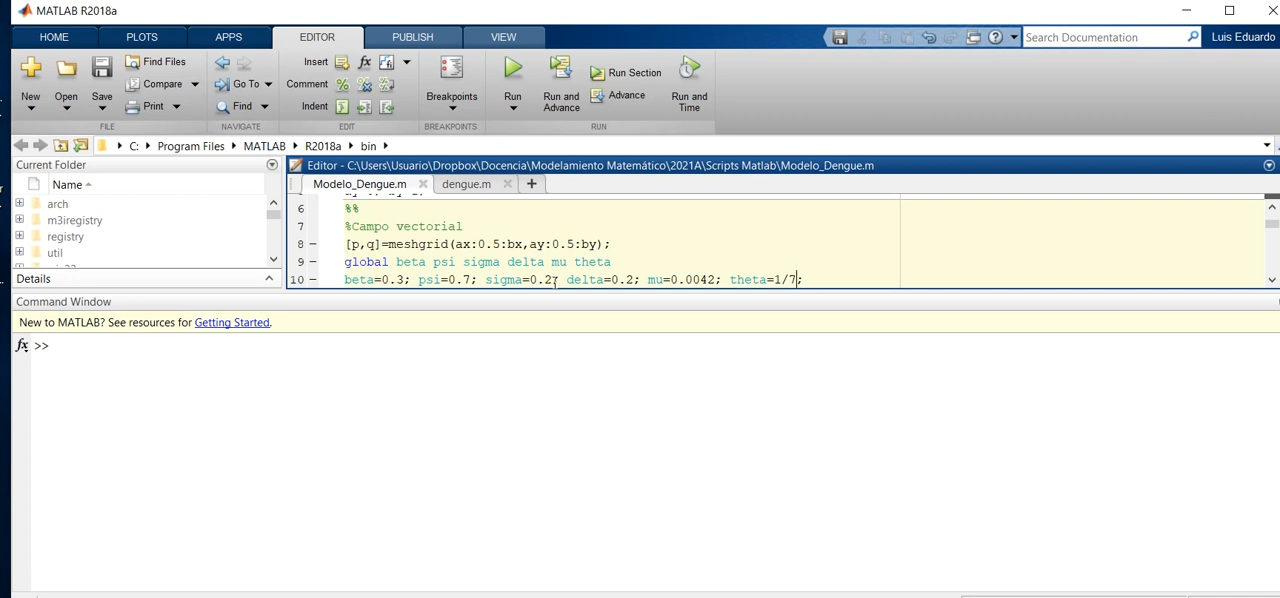 MATLAB R2018a
HOME PLOTS APPS EDITOR PUBLISH VIEW Search Documentation Luis Eduardo
Find Files Insert fx
New Open Save Compare Go To Comment Breakpoints Run Run and Advance Run Section Advance Run and Time
Print Find Indent
FILE NAVIGATE EDIT BREAKPOINTS RUN
C: Program Files MATLAB R2018a bin
Current Folder
Editor - C:\Users\Usuario\Dropbox\Docencia\Modelamiento Matemático\2021A\Scripts Matlab\Modelo_Dengue.m
Name
Modelo_Dengue.m dengue.m
arch
m3iregistry
registry
util
Details
6 %%
7 %Campo vectorial
8 [p,q]=meshgrid(ax:0.5:bx,ay:0.5:by);
9 global beta psi sigma delta mu theta
10 beta=0.3; psi=0.7; sigma=0.2; delta=0.2; mu=0.0042; theta=1/7;
Command Window
New to MATLAB? See resources for Getting Started.
fx >>